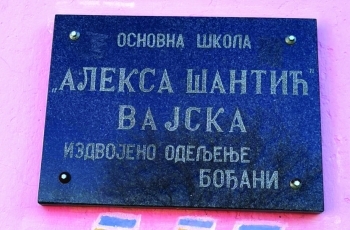 ОСНОВНА ШКОЛА
„АЛЕКСА ШАНТИЋ"
ВАЈСКА
ИЗДВОЈЕНО ОДЕЉЕЊЕ
БОЂАНИ